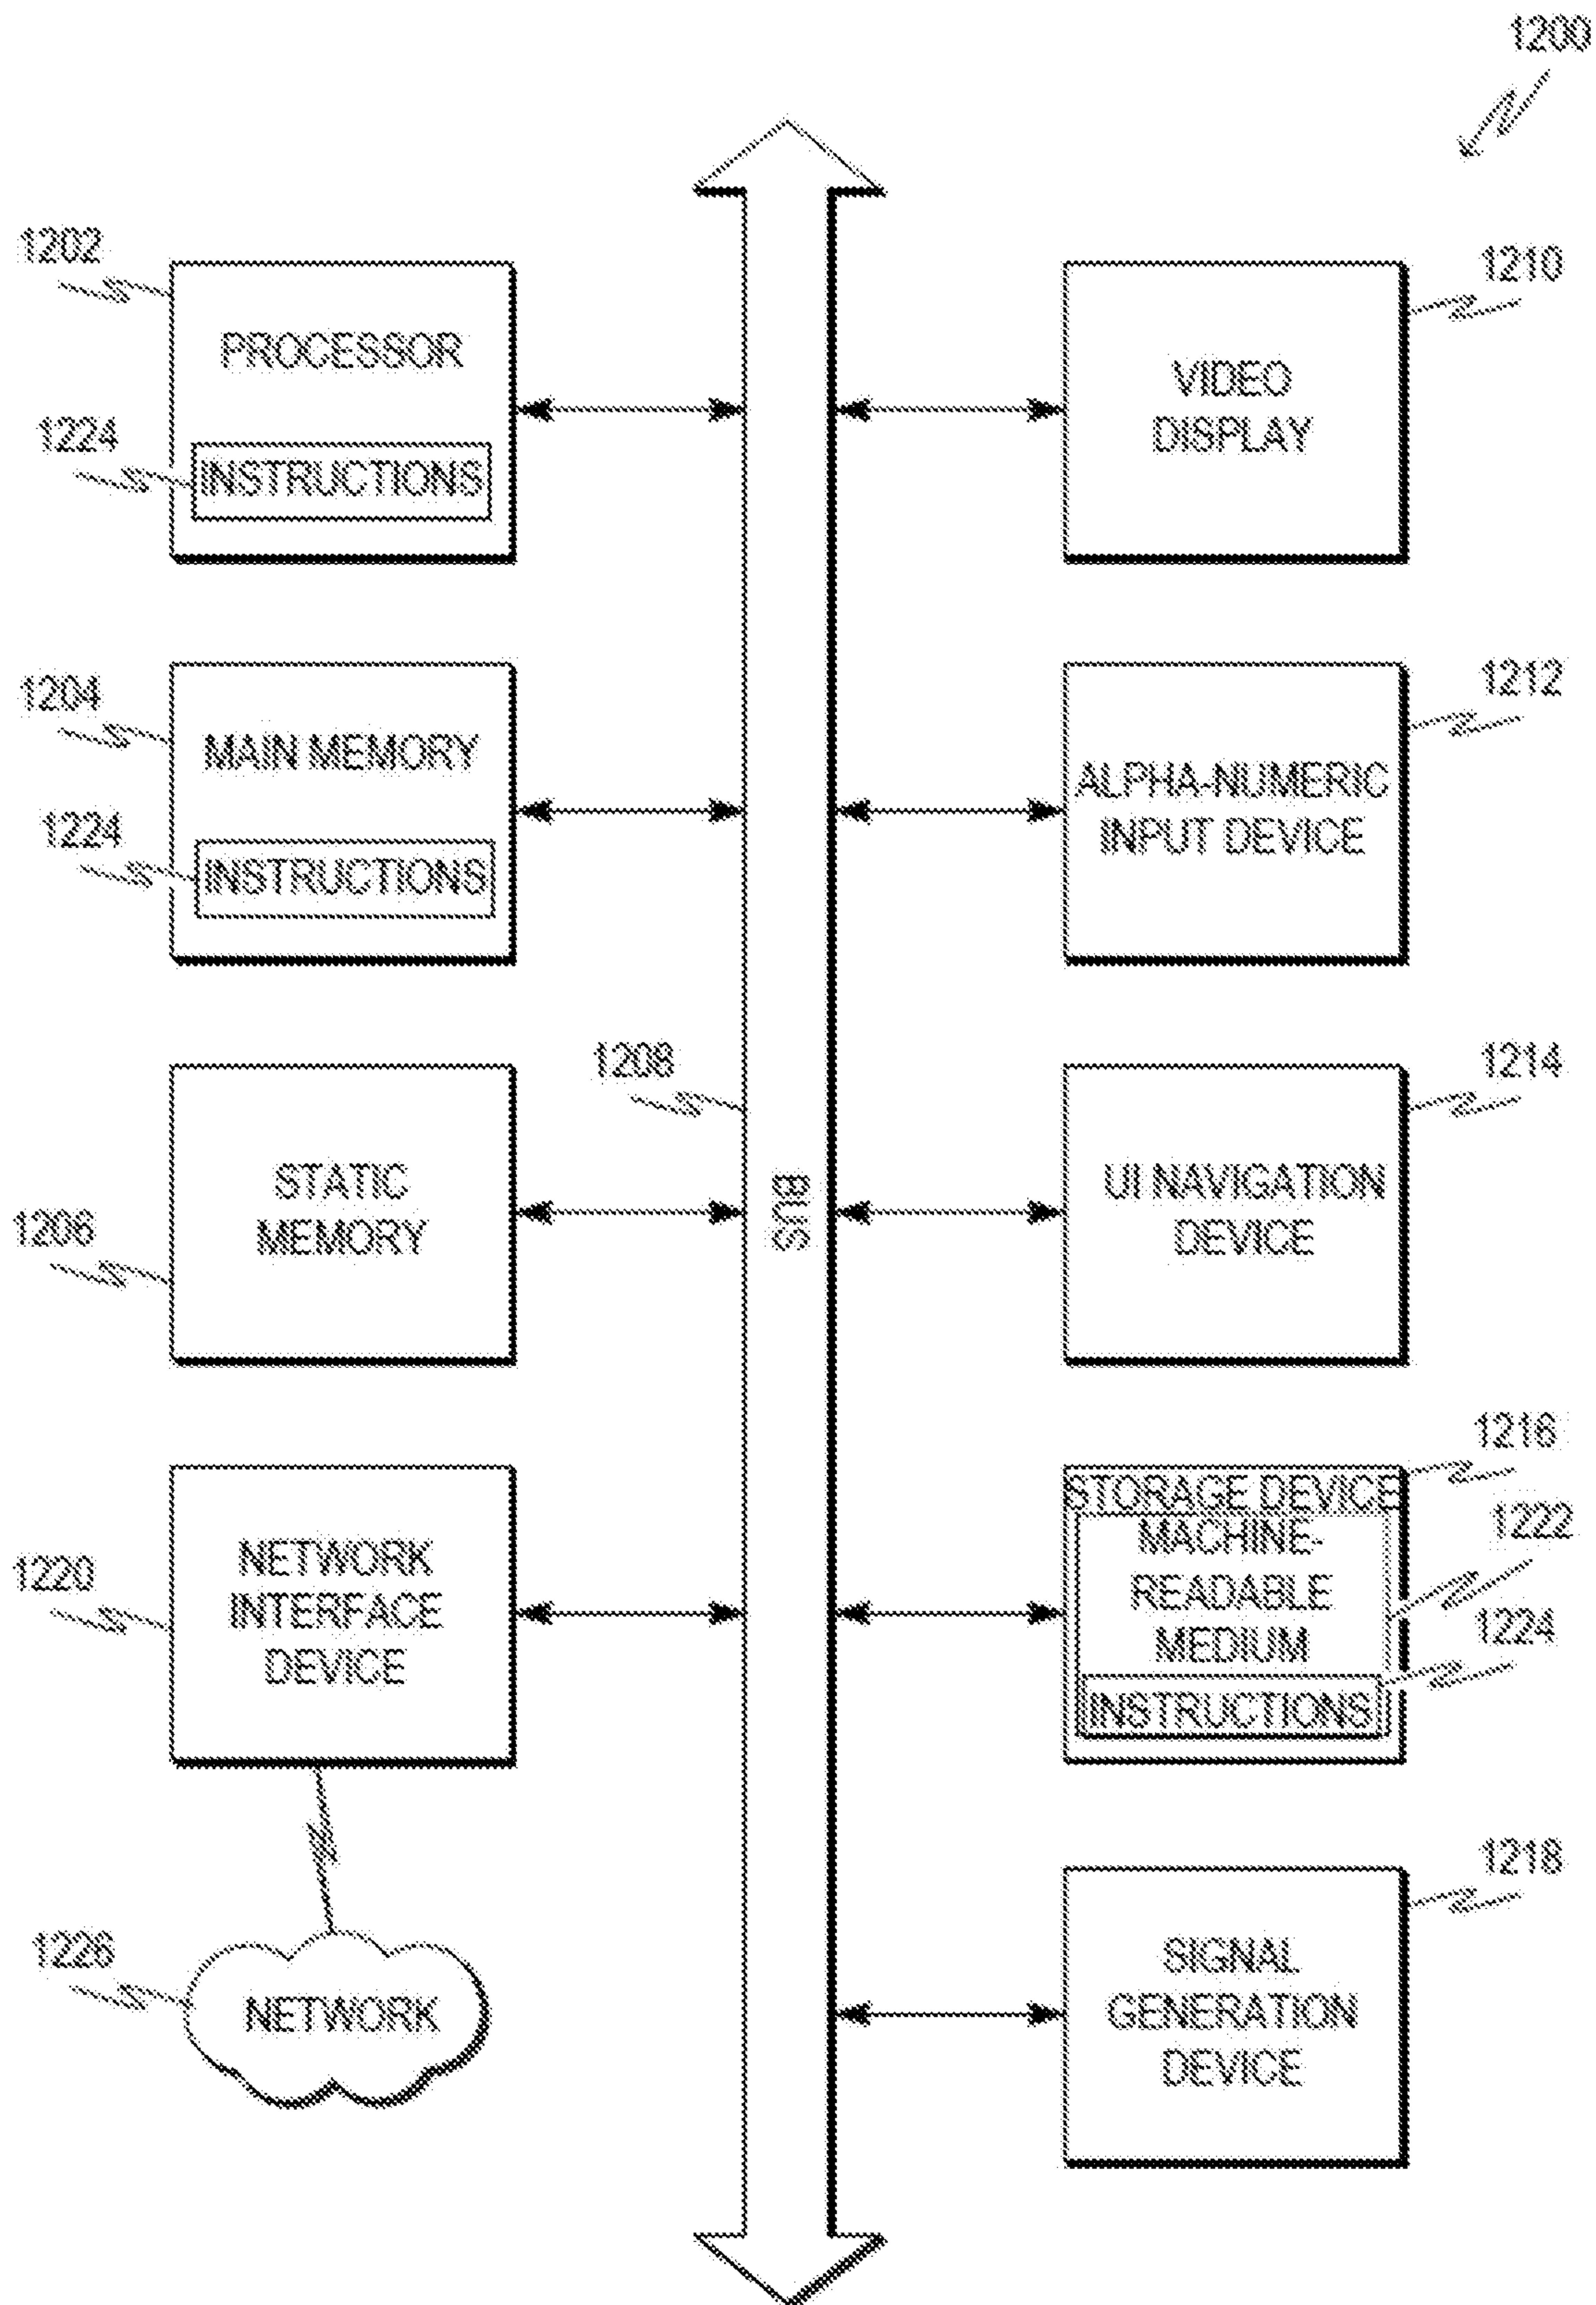 1200
1202
PROCESSOR
1224
INSTRUCTIONS
1210
VIDEO
DISPLAY
1204
MAIN MEMORY
1224
INSTRUCTIONS
1212
ALPHA-NUMERIC
INPUT DEVICE
1208
BUS
1206
STATIC
MEMORY
1214
UI NAVIGATION
DEVICE
1220
NETWORK
INTERFACE
DEVICE
1216
STORAGE DEVICE
1222
MACHINE-
READABLE
MEDIUM
1224
INSTRUCTIONS
1226
NETWORK
1218
SIGNAL
GENERATION
DEVICE